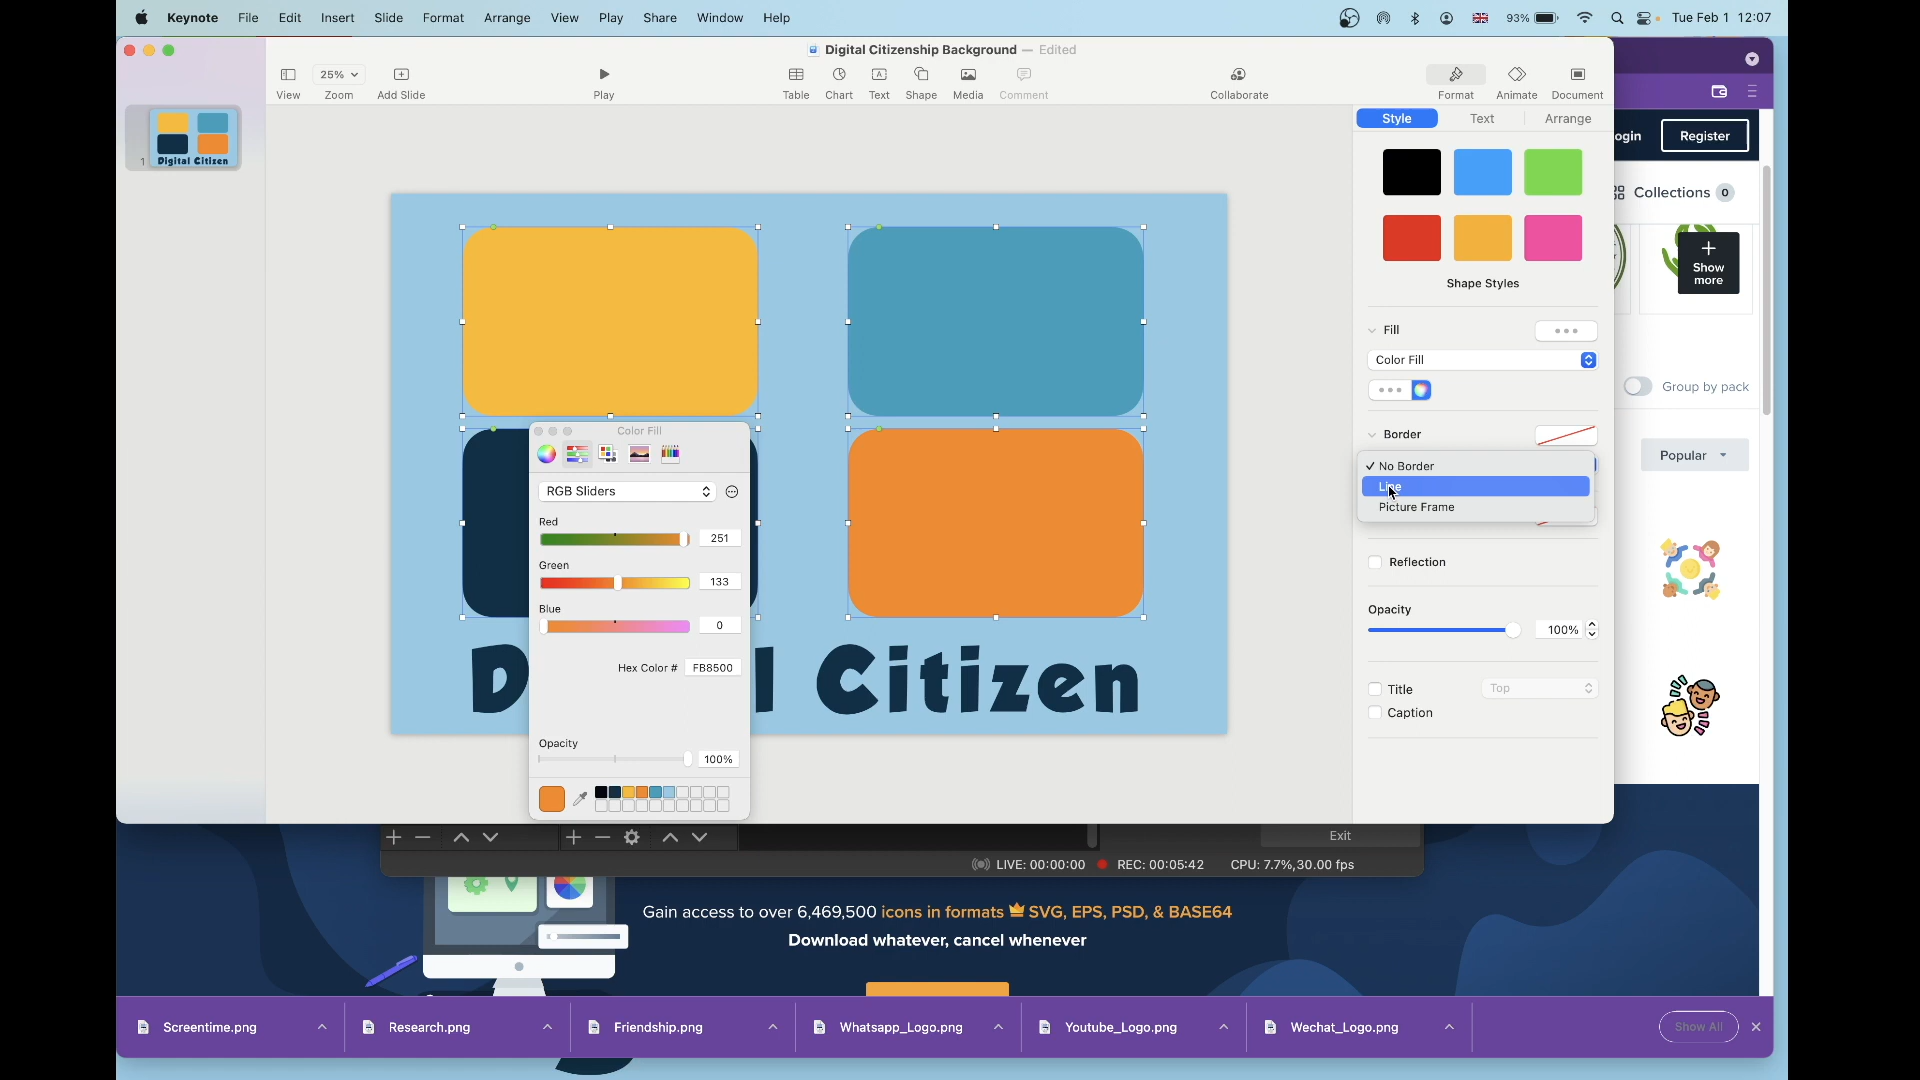 Keynote File Edit Insert Slide Format Arrange View Play Share Window Help
93% Tue Feb 1 12:07
Digital Citizenship Background — Edited
25%
View Zoom Add Slide Play Table Chart Text Shape Media Comment Collaborate Format Animate Document
1
Digital Citizen
Style Text Arrange
Shape Styles
Fill
Color Fill
Border
No Border
Line
Picture Frame
Reflection
Opacity
100%
Title Top
Caption
Color Fill
RGB Sliders
Red
251
Green
133
Blue
0
Hex Color # FB8500
Opacity
100%
Citizen
ogin Register
Collections 0
Show
more
Group by pack
Popular
Exit
LIVE: 00:00:00 REC: 00:05:42 CPU: 7.7%,30.00 fps
Gain access to over 6,469,500 icons in formats SVG, EPS, PSD, & BASE64
Download whatever, cancel whenever
Screentime.png Research.png Friendship.png Whatsapp_Logo.png Youtube_Logo.png Wechat_Logo.png Show All